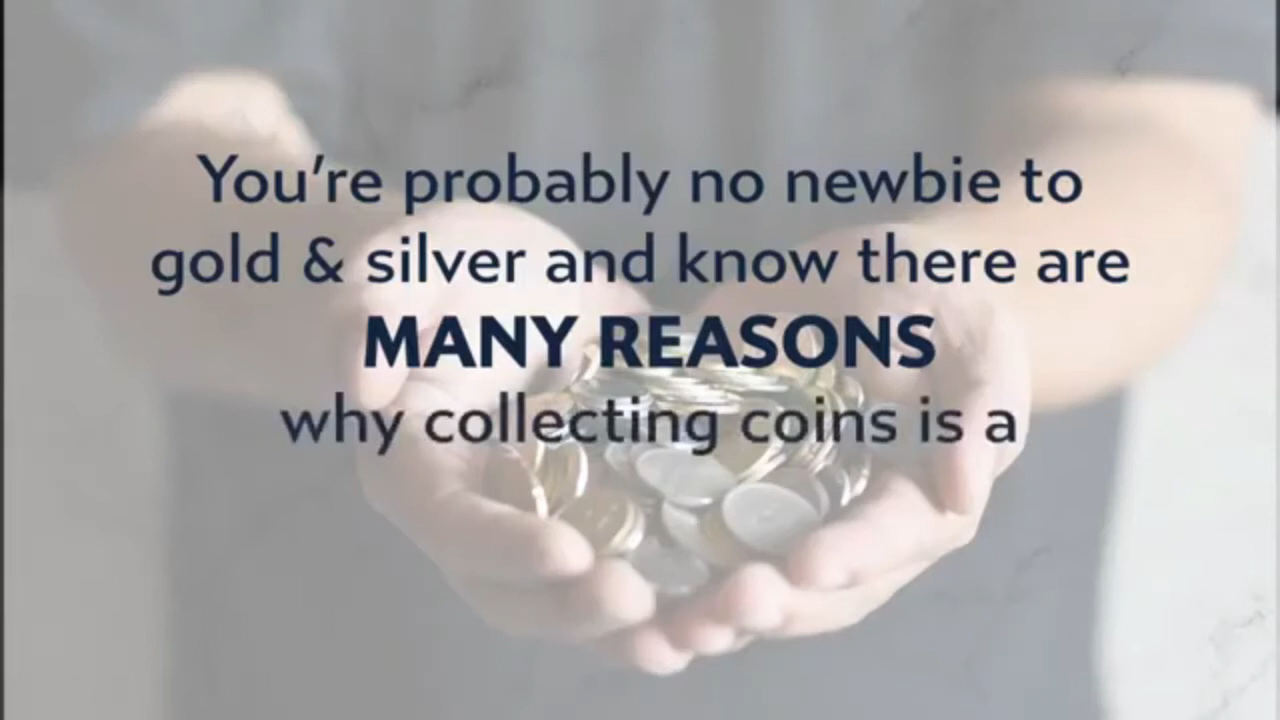 You're probably no newbie to
gold & silver and know there are
MANY REASONS
why collecting coins is a